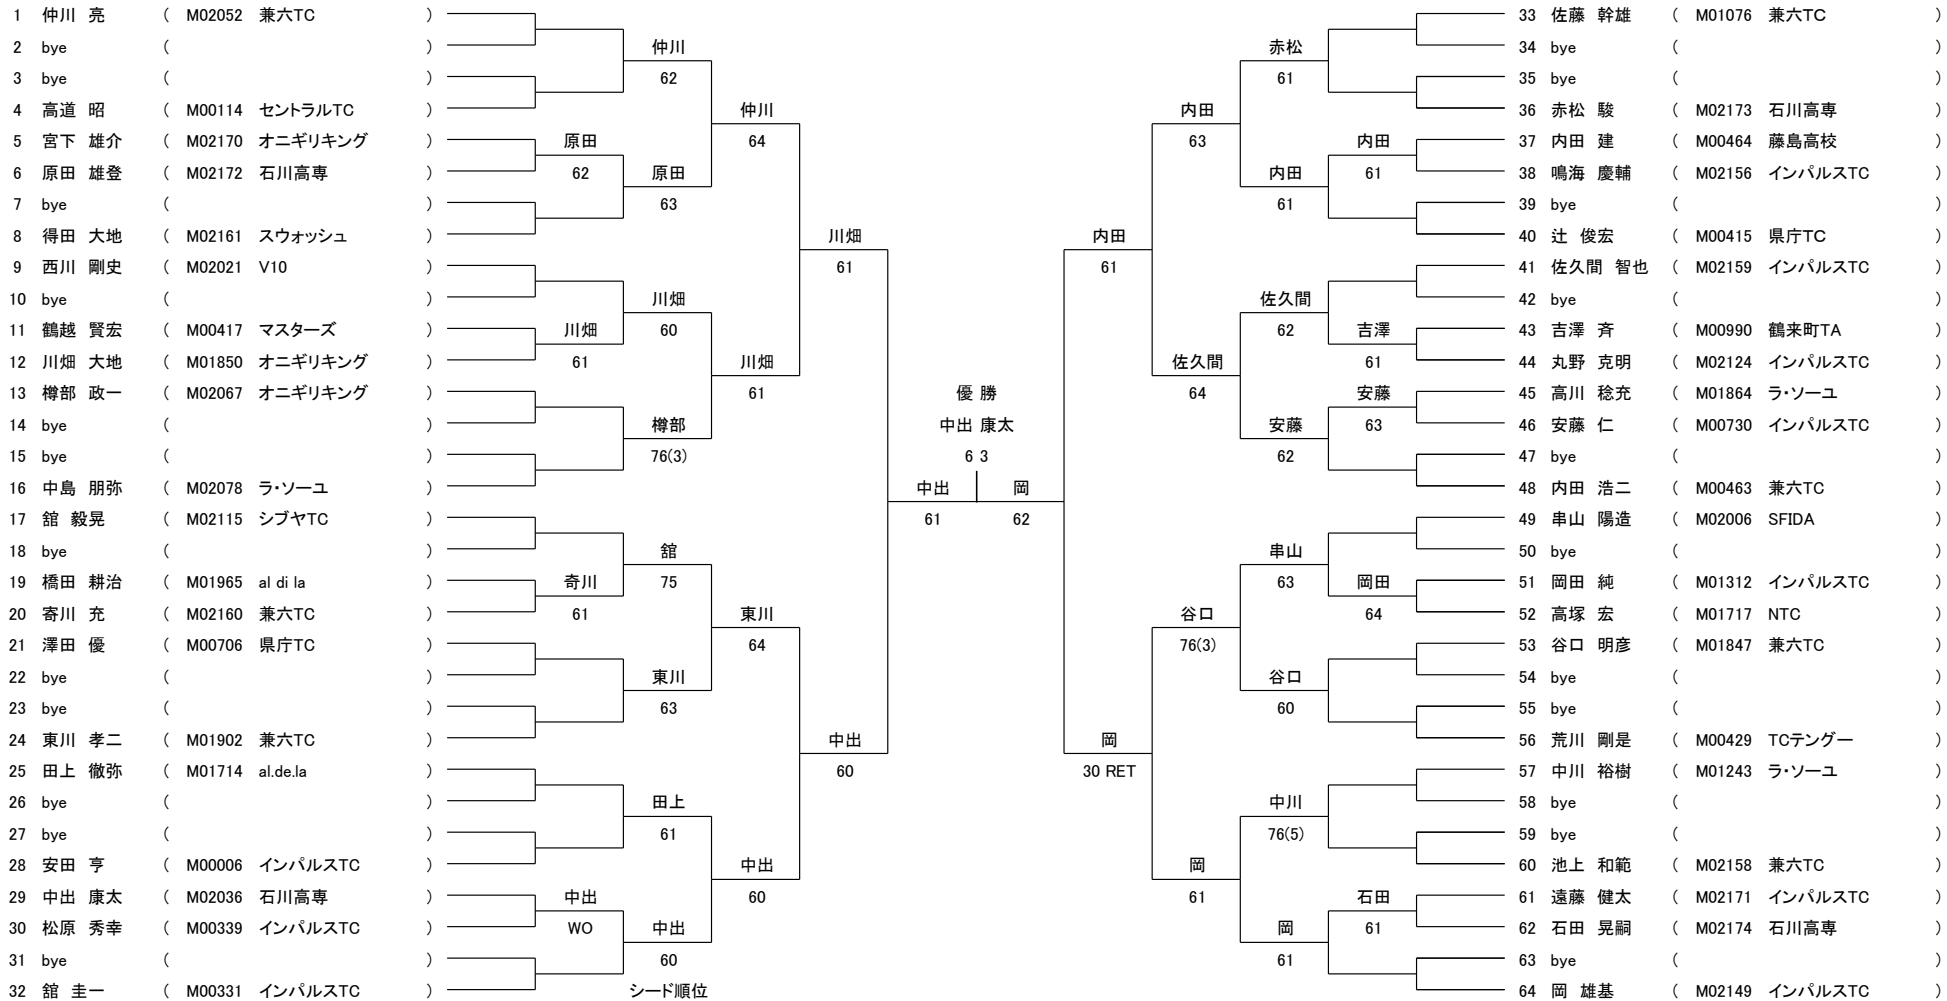 1 仲川 亮 ( M02052 兼六TC ) 33 佐藤 幹雄 ( M01076 兼六TC )
2 bye ( ) 仲川 赤松 34 bye ( )
3 bye ( ) 62 61 35 bye ( )
4 高道 昭 ( M00114 セントラルTC ) 仲川 内田 36 赤松 駿 ( M02173 石川高専 )
5 宮下 雄介 ( M02170 オニギリキング ) 原田 64 63 内田 37 内田 建 ( M00464 藤島高校 )
6 原田 雄登 ( M02172 石川高専 ) 62 原田 内田 61 38 鳴海 慶輔 ( M02156 インパルスTC )
7 bye ( ) 63 61 39 bye ( )
8 得田 大地 ( M02161 スウォッシュ ) 川畑 内田 40 辻 俊宏 ( M00415 県庁TC )
9 西川 剛史 ( M02021 V10 ) 61 61 41 佐久間 智也 ( M02159 インパルスTC )
10 bye ( ) 川畑 佐久間 42 bye ( )
11 鶴越 賢宏 ( M00417 マスターズ ) 川畑 60 62 吉澤 43 吉澤 斉 ( M00990 鶴来町TA )
12 川畑 大地 ( M01850 オニギリキング ) 61 川畑 佐久間 61 44 丸野 克明 ( M02124 インパルスTC )
13 樽部 政一 ( M02067 オニギリキング ) 61 優 勝 64 安藤 45 高川 稔充 ( M01864 ラ・ソーユ )
14 bye ( ) 樽部 中出 康太 安藤 63 46 安藤 仁 ( M00730 インパルスTC )
15 bye ( ) 76(3) 6 3 62 47 bye ( )
16 中島 朋弥 ( M02078 ラ・ソーユ ) 中出 岡 48 内田 浩二 ( M00463 兼六TC )
17 舘 毅晃 ( M02115 シブヤTC ) 61 62 49 串山 陽造 ( M02006 SFIDA )
18 bye ( ) 舘 串山 50 bye ( )
19 橋田 耕治 ( M01965 al di la ) 奇川 75 63 岡田 51 岡田 純 ( M01312 インパルスTC )
20 寄川 充 ( M02160 兼六TC ) 61 東川 谷口 64 52 高塚 宏 ( M01717 NTC )
21 澤田 優 ( M00706 県庁TC ) 64 76(3) 53 谷口 明彦 ( M01847 兼六TC )
22 bye ( ) 東川 谷口 54 bye ( )
23 bye ( ) 63 60 55 bye ( )
24 東川 孝二 ( M01902 兼六TC ) 中出 岡 56 荒川 剛是 ( M00429 TCテングー )
25 田上 徹弥 ( M01714 al.de.la ) 60 30 RET 57 中川 裕樹 ( M01243 ラ・ソーユ )
26 bye ( ) 田上 中川 58 bye ( )
27 bye ( ) 61 76(5) 59 bye ( )
28 安田 亨 ( M00006 インパルスTC ) 中出 岡 60 池上 和範 ( M02158 兼六TC )
29 中出 康太 ( M02036 石川高専 ) 中出 60 61 石田 61 遠藤 健太 ( M02171 インパルスTC )
30 松原 秀幸 ( M00339 インパルスTC ) WO 中出 岡 61 62 石田 晃嗣 ( M02174 石川高専 )
31 bye ( ) 60 61 63 bye ( )
32 舘 圭一 ( M00331 インパルスTC ) シード順位 64 岡 雄基 ( M02149 インパルスTC )